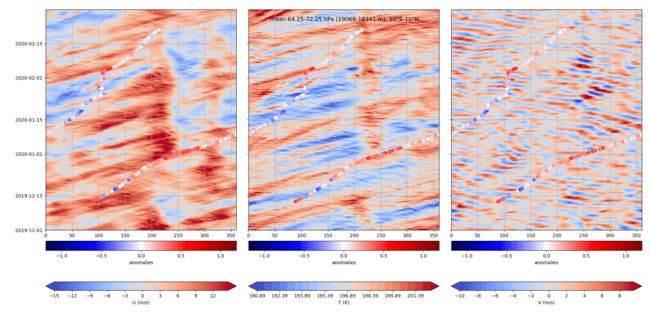 mean 64.25-72.25 hPa (19068-18341 m), 10°S-10°N
2020-02-15
2020-02-01
2020-01-15
2020-01-01
2019-12-15
2019-12-01
0 50 100 150 200 250 300 350
0 50 100 150 200 250 300 350
0 50 100 150 200 250 300 350
−1.0 −0.5 0.0 0.5 1.0
−1.0 −0.5 0.0 0.5 1.0
−1.0 −0.5 0.0 0.5 1.0
anomalies
anomalies
anomalies
−15 −12 −9 −6 −3 0 3 6 9 12
190.89 192.39 193.89 195.39 196.89 198.39 199.89 201.39
−10 −8 −6 −4 −2 0 2 4 6 8
U (m/s)
T (K)
V (m/s)